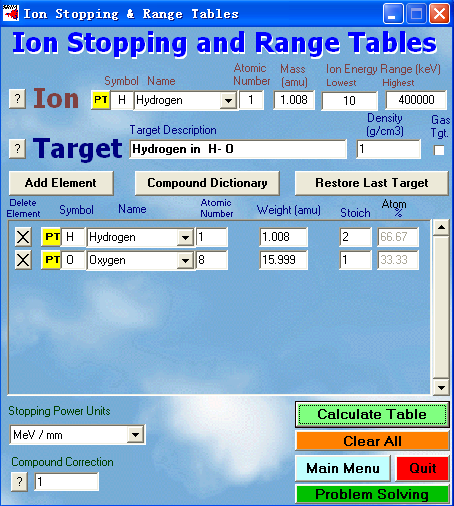 Ion Stopping & Range Tables
Ion Stopping and Range Tables
Symbol Name Atomic Number Mass (amu) Ion Energy Range (keV) Lowest Highest
? Ion PT H Hydrogen 1 1.008 10 400000
Target Description Density (g/cm3) Gas Tgt.
? Target Hydrogen in H- O 1
Add Element Compound Dictionary Restore Last Target
Delete Element Symbol Name Atomic Number Weight (amu) Stoich Atom %
X PT H Hydrogen 1 1.008 2 66.67
X PT O Oxygen 8 15.999 1 33.33
Stopping Power Units
MeV / mm
Compound Correction
? 1
Calculate Table
Clear All
Main Menu Quit
Problem Solving